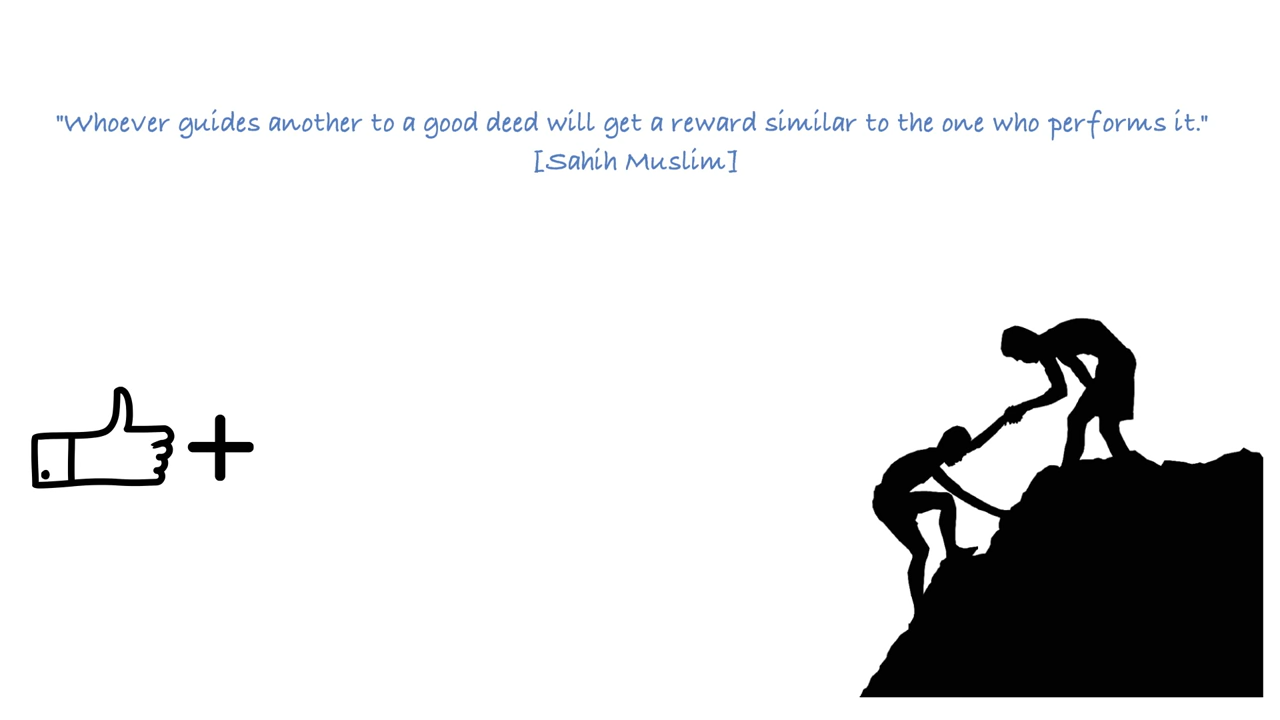 "Whoever guides another to a good deed will get a reward similar to the one who performs it."
[Sahih Muslim]